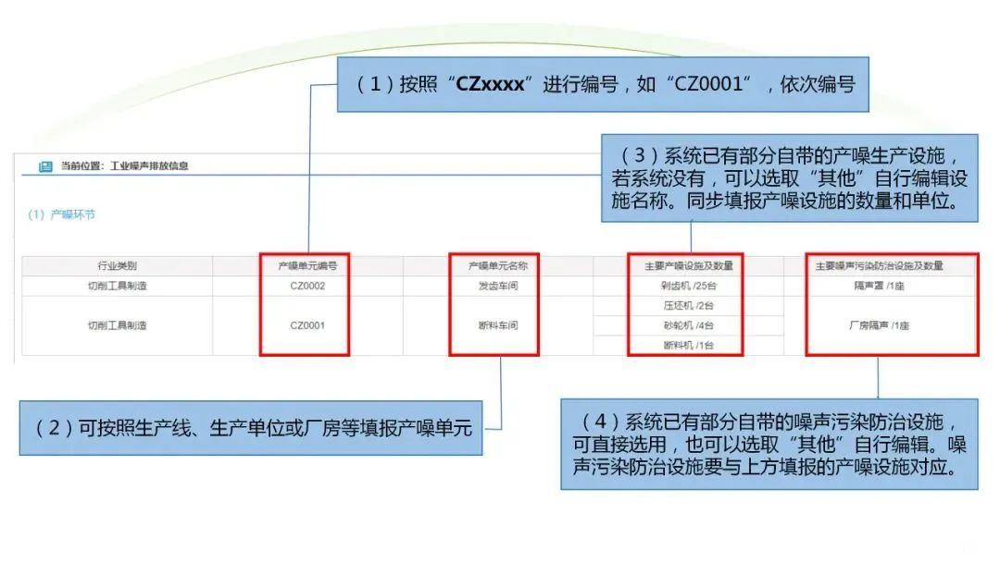 （1）按照“CZxxxx”进行编号，如“CZ0001”，依次编号
当前位置：工业噪声排放信息
（3）系统已有部分自带的产噪生产设施，
若系统没有，可以选取“其他”自行编辑设
施名称。同步填报产噪设施的数量和单位。
（1）产噪环节
行业类别 产噪单元编号 产噪单元名称 主要产噪设施及数量 主要噪声污染防治设施及数量
切削工具制造 CZ0002 发齿车间 剁齿机 /25台 隔声罩 /1座
压坯机 /2台
切削工具制造 CZ0001 断料车间 砂轮机 /4台 厂房隔声 /1座
断料机 /1台
（2）可按照生产线、生产单位或厂房等填报产噪单元
（4）系统已有部分自带的噪声污染防治设施，
可直接选用，也可以选取“其他”自行编辑。噪
声污染防治设施要与上方填报的产噪设施对应。